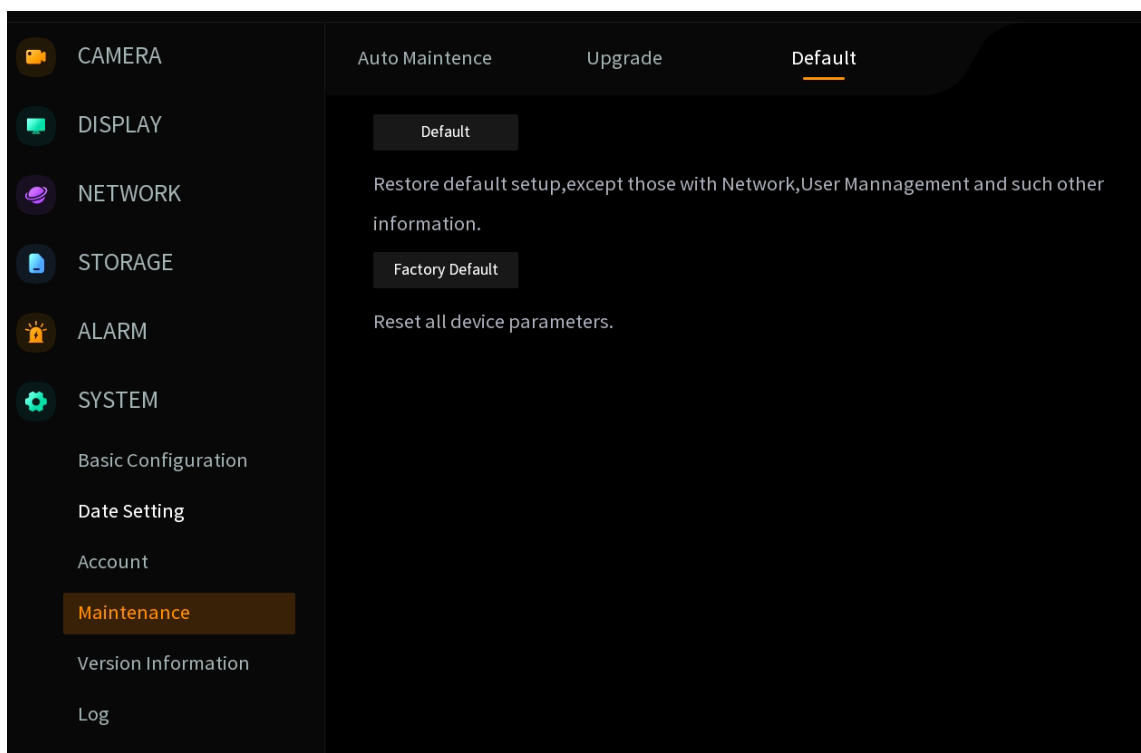 CAMERA
DISPLAY
NETWORK
STORAGE
ALARM
SYSTEM
Basic Configuration
Date Setting
Account
Maintenance
Version Information
Log
Auto Maintence
Upgrade
Default
Default
Restore default setup,except those with Network,User Mannagement and such other
information.
Factory Default
Reset all device parameters.